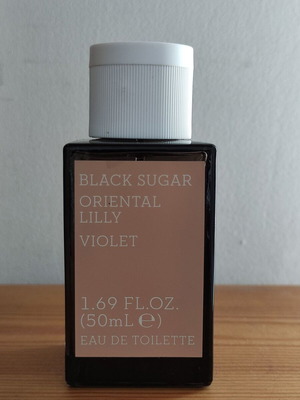 BLACK SUGAR
ORIENTAL
LILLY
VIOLET
1.69 FL.OZ.
(50mL ℮)
EAU DE TOILETTE